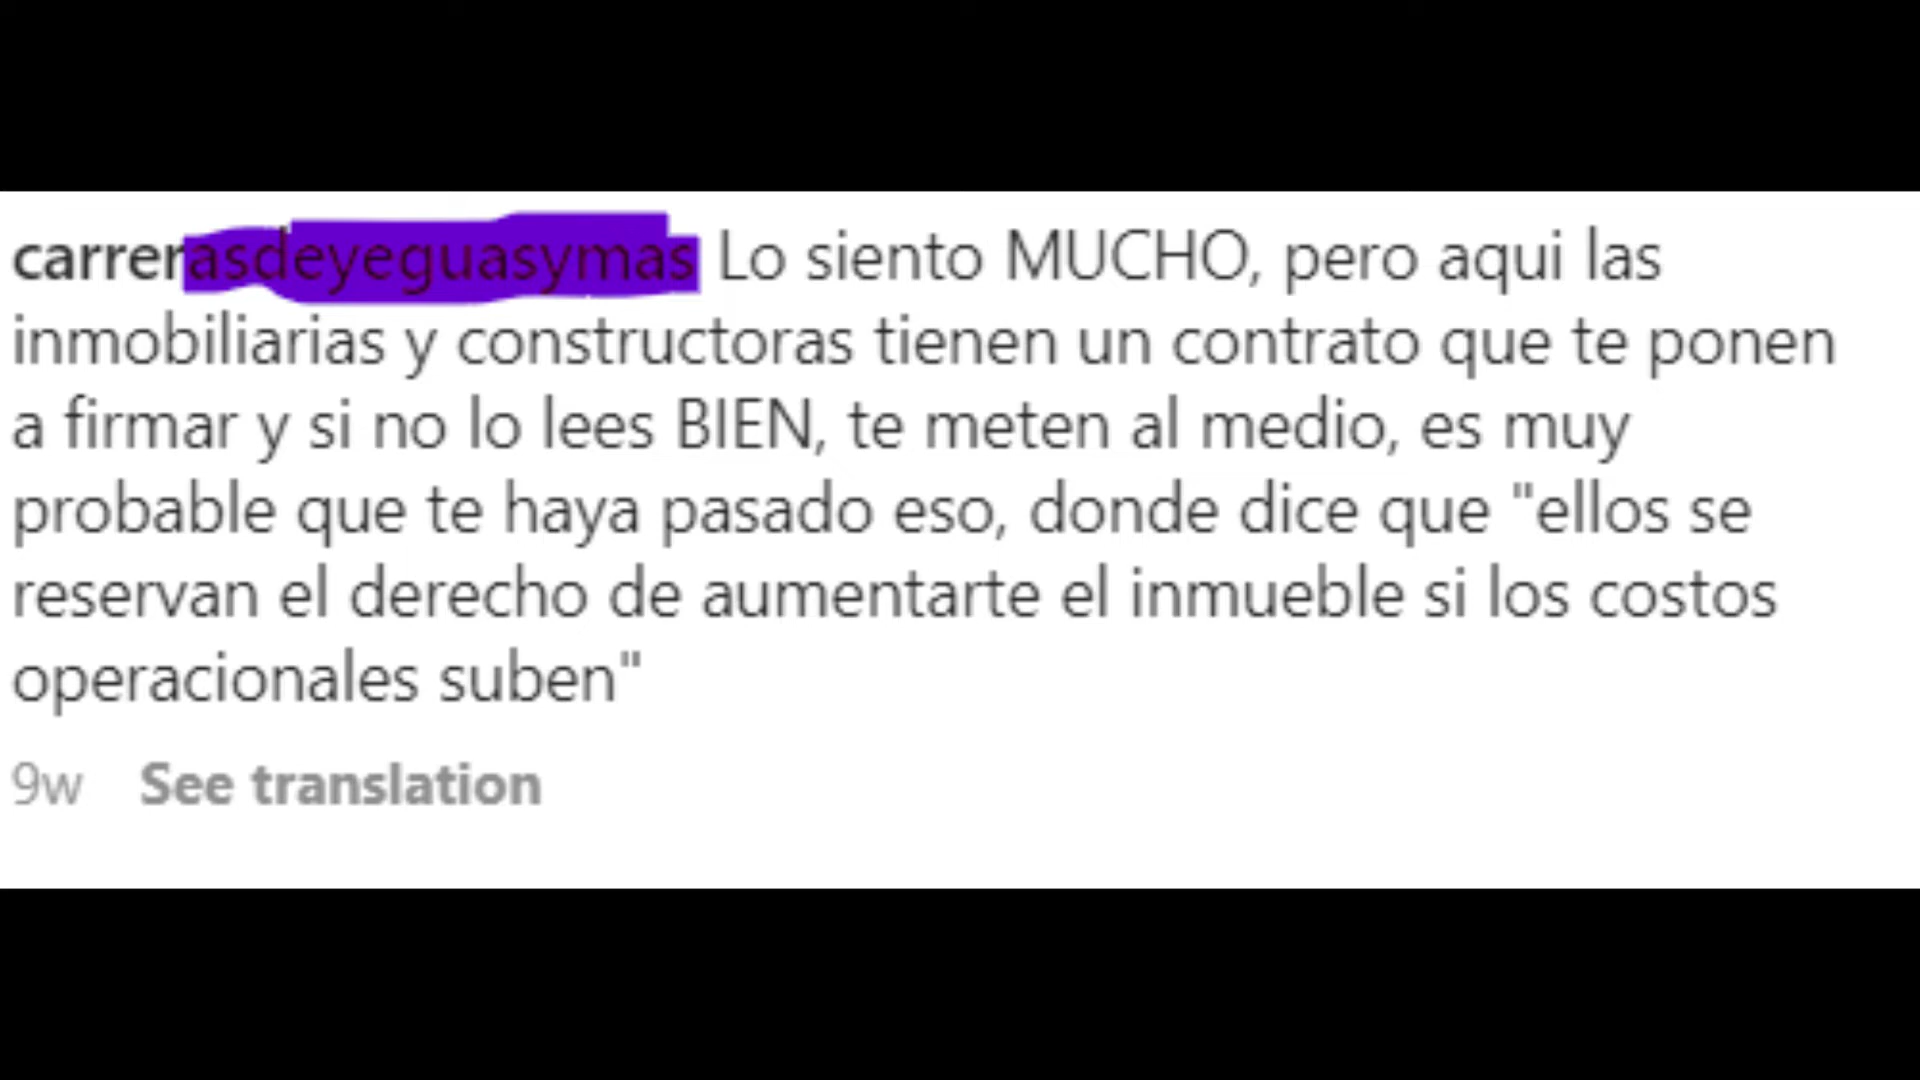 carrerasdeyeguasymas Lo siento MUCHO, pero aqui las
inmobiliarias y constructoras tienen un contrato que te ponen
a firmar y si no lo lees BIEN, te meten al medio, es muy
probable que te haya pasado eso, donde dice que "ellos se
reservan el derecho de aumentarte el inmueble si los costos
operacionales suben"
9w See translation